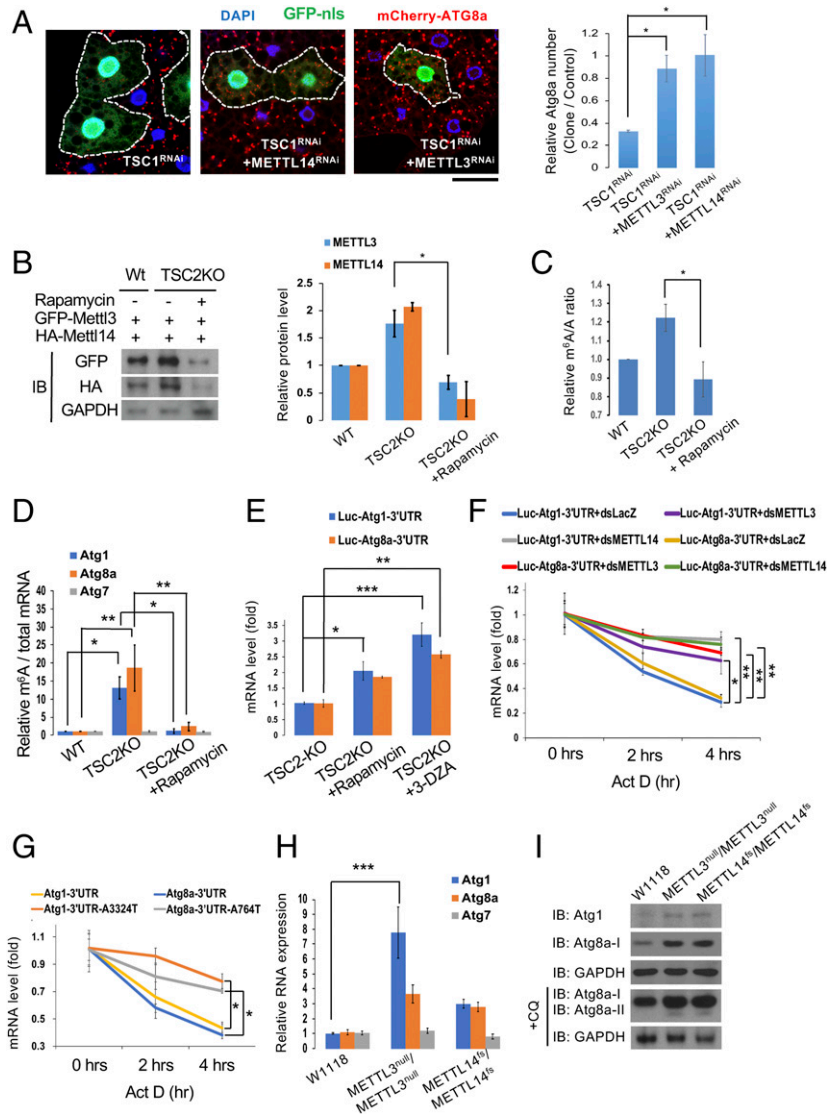 A
DAPI GFP-nls mCherry-ATG8a
TSC1RNAi
TSC1RNAi
+METTL14RNAi
TSC1RNAi
+METTL3RNAi
Relative Atg8a number
(Clone / Control)
1.2
1
0.8
0.6
0.4
0.2
0
*
*
TSC1RNAi
TSC1RNAi
+METTL3RNAi
TSC1RNAi
+METTL14RNAi
B
Wt TSC2KO
Rapamycin - - +
GFP-Mettl3 + + +
HA-Mettl14 + + +
IB
GFP
HA
GAPDH
METTL3
METTL14
Relative protein level
2.5
2
1.5
1
0.5
0
*
WT
TSC2KO
TSC2KO
+Rapamycin
C
Relative m6A/A ratio
1.4
1.3
1.2
1.1
1.0
0.9
0.8
0.7
*
WT
TSC2KO
TSC2KO
+ Rapamycin
D
Atg1
Atg8a
Atg7
Relative m6A / total mRNA
40
35
30
25
20
15
10
5
0
*
**
*
**
WT
TSC2KO
TSC2KO
+Rapamycin
E
Luc-Atg1-3'UTR
Luc-Atg8a-3'UTR
mRNA level (fold)
4
3
2
1
0
*
***
**
TSC2-KO
TSC2KO
+Rapamycin
TSC2KO
+3-DZA
F
Luc-Atg1-3'UTR+dsLacZ Luc-Atg1-3'UTR+dsMETTL3
Luc-Atg1-3'UTR+dsMETTL14 Luc-Atg8a-3'UTR+dsLacZ
Luc-Atg8a-3'UTR+dsMETTL3 Luc-Atg8a-3'UTR+dsMETTL14
mRNA level (fold)
1
0.8
0.6
0.4
0.2
0
*
**
**
**
0 hrs 2 hrs 4 hrs
Act D (hr)
G
Atg1-3'UTR Atg8a-3'UTR
Atg1-3'UTR-A3324T Atg8a-3'UTR-A764T
mRNA level (fold)
1.1
0.9
0.7
0.5
0.3
*
*
0 hrs 2 hrs 4 hrs
Act D (hr)
H
Atg1
Atg8a
Atg7
Relative RNA expression
10
9
8
7
6
5
4
3
2
1
0
***
W1118
METTL3null/
METTL3null
METTL14fs/
METTL14fs
I
W1118
METTL3null/METTL3null
METTL14fs/METTL14fs
IB: Atg1
IB: Atg8a-I
IB: GAPDH
+CQ
IB: Atg8a-I
IB: Atg8a-II
IB: GAPDH